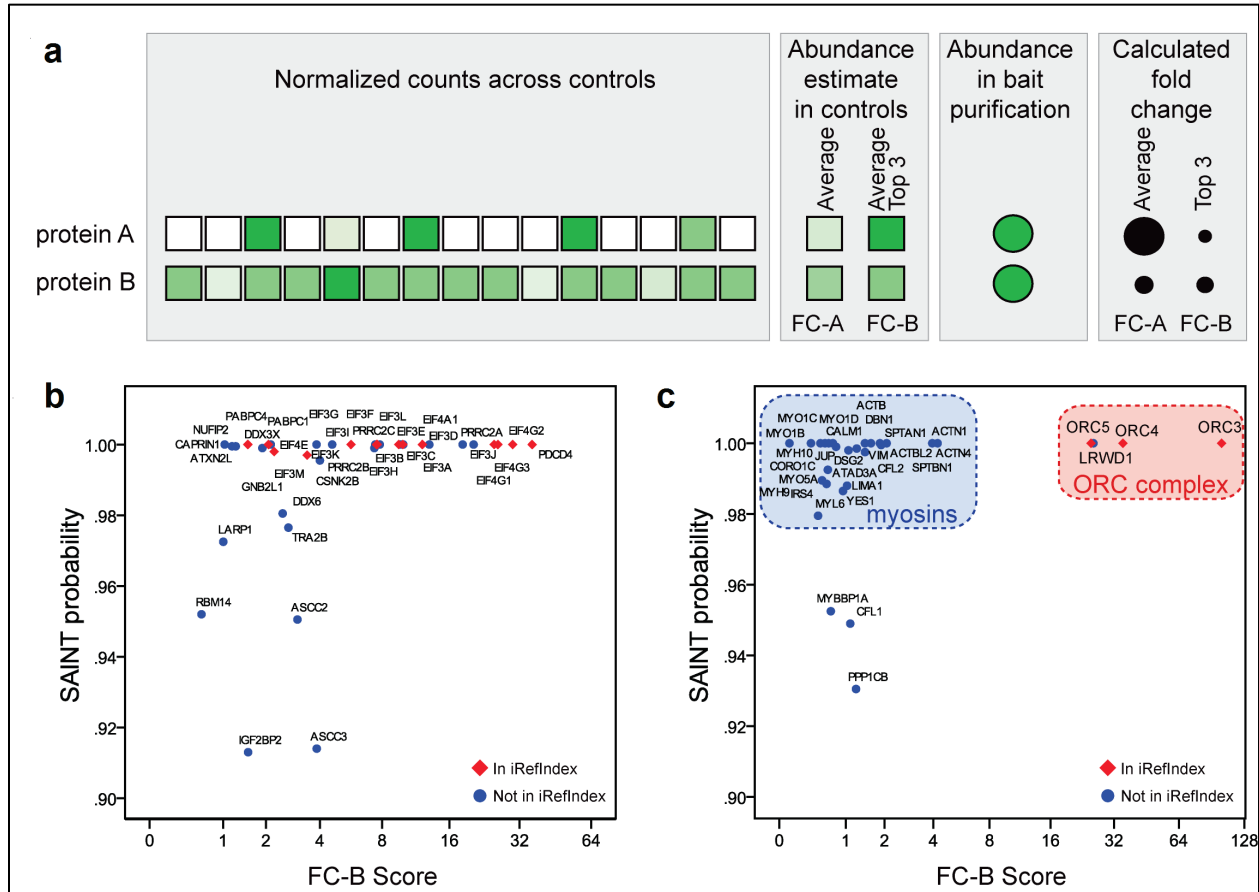 a
Normalized counts across controls
Abundance
estimate
in controls
Average
Average
Top 3
Abundance
in bait
purification
Calculated
fold
change
Average
Top 3
protein A
protein B
FC-A
FC-B
FC-A
FC-B
b
SAINT probability
1.00
.98
.96
.94
.92
.90
PABPC4
PABPC1
EIF3G
EIF3F
EIF3L
EIF4A1
NUFIP2
DDX3X
EIF3I
PRRC2C
EIF3E
EIF3D
PRRC2A
EIF4G2
CAPRIN1
EIF4E
EIF3K
EIF3B
EIF3C
EIF3J
PDCD4
ATXN2L
EIF3M
PRRC2B
EIF3H
EIF3A
EIF4G3
GNB2L1
CSNK2B
EIF4G1
DDX6
LARP1
TRA2B
RBM14
ASCC2
IGF2BP2
ASCC3
In iRefIndex
Not in iRefIndex
0
1
2
4
8
16
32
64
FC-B Score
c
SAINT probability
1.00
.98
.96
.94
.92
.90
ACTB
MYO1C
MYO1D
DBN1
MYO1B
CALM1
SPTAN1
ACTN1
MYH10
JUP
DSG2
VIM
ACTBL2
ACTN4
CORO1C
ATAD3A
CFL2
SPTBN1
MYO5A
LIMA1
MYH9
IRS4
MYL6
YES1
myosins
ORC5
ORC4
ORC3
LRWD1
ORC complex
MYBBP1A
CFL1
PPP1CB
In iRefIndex
Not in iRefIndex
0
1
2
4
8
16
32
64
128
FC-B Score